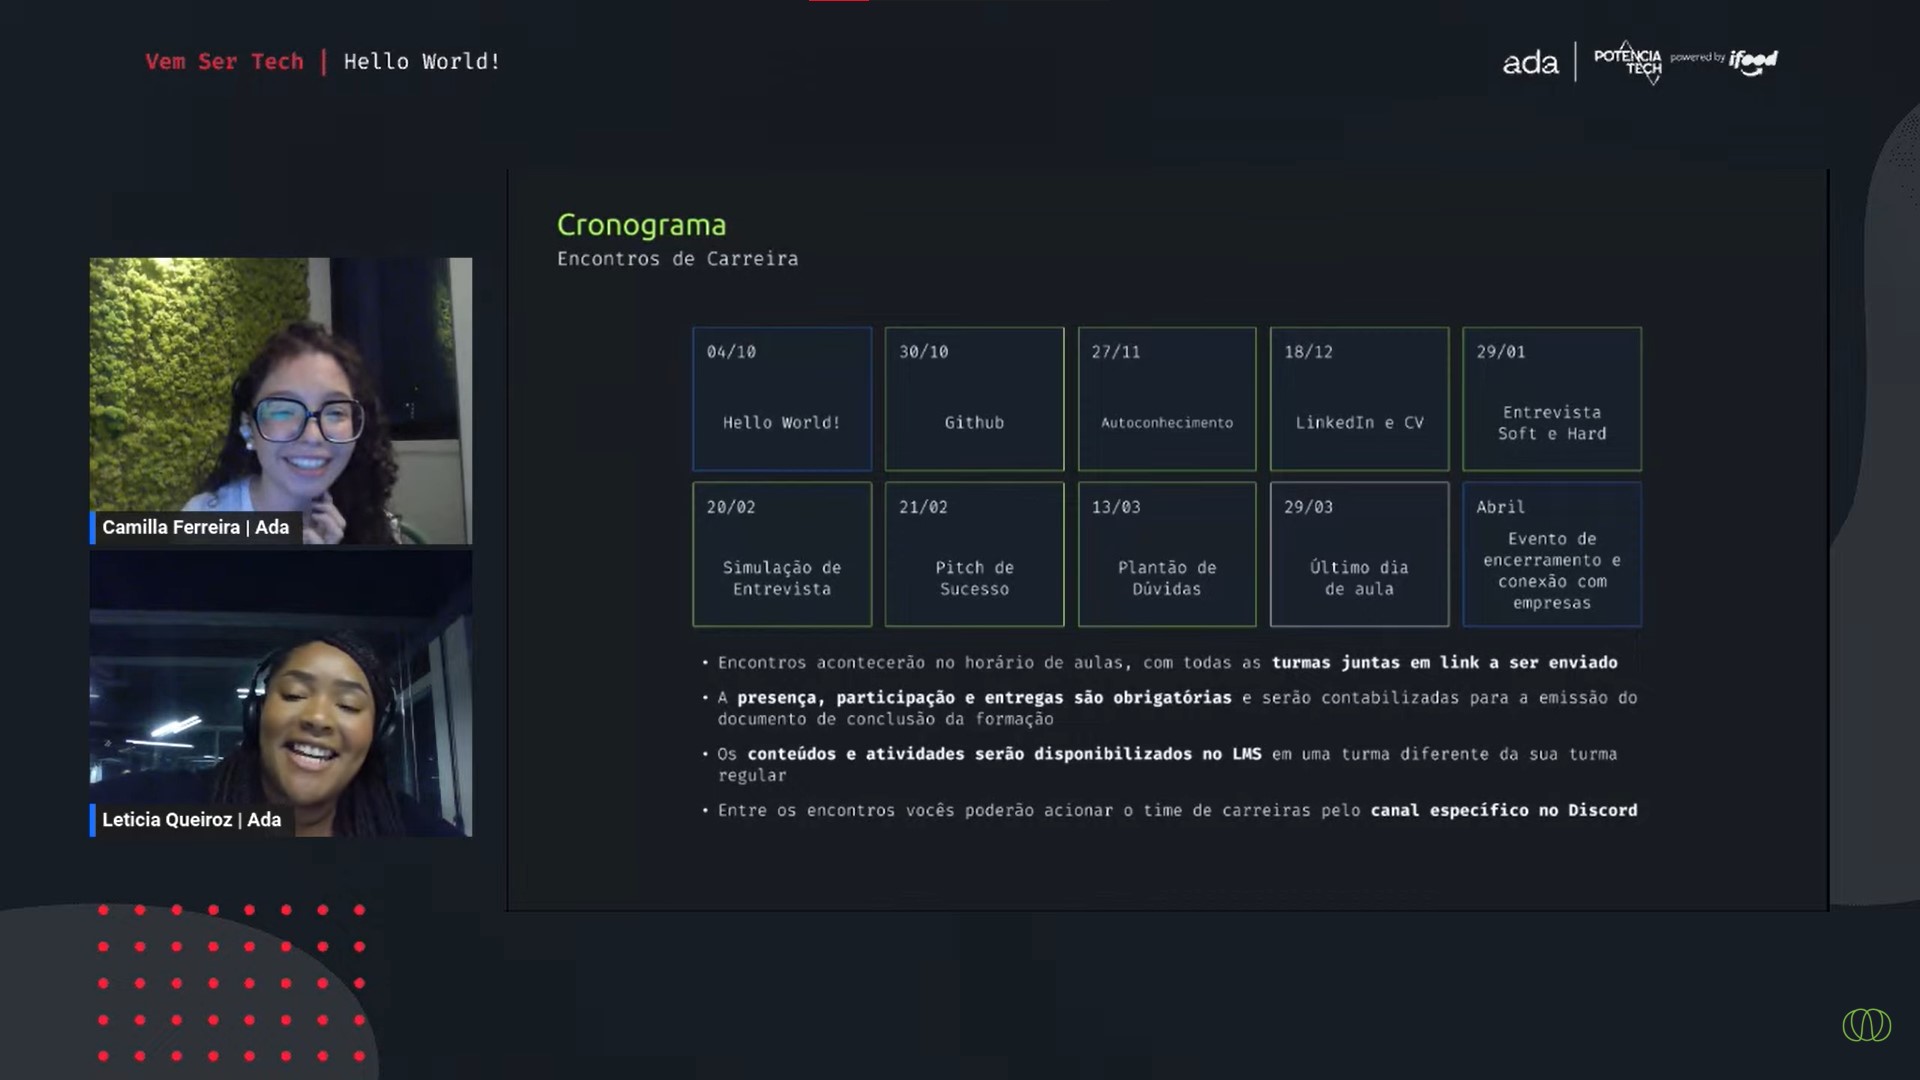 Vem Ser Tech | Hello World!
ada | POTÊNCIA TECH powered by ifood
Cronograma
Encontros de Carreira
04/10
Hello World!
30/10
Github
27/11
Autoconhecimento
18/12
LinkedIn e CV
29/01
Entrevista
Soft e Hard
20/02
Simulação de
Entrevista
21/02
Pitch de
Sucesso
13/03
Plantão de
Dúvidas
29/03
Último dia
de aula
Abril
Evento de
encerramento e
conexão com
empresas
• Encontros acontecerão no horário de aulas, com todas as turmas juntas em link a ser enviado
• A presença, participação e entregas são obrigatórias e serão contabilizadas para a emissão do
documento de conclusão da formação
• Os conteúdos e atividades serão disponibilizados no LMS em uma turma diferente da sua turma
regular
• Entre os encontros vocês poderão acionar o time de carreiras pelo canal específico no Discord
Camilla Ferreira | Ada
Leticia Queiroz | Ada